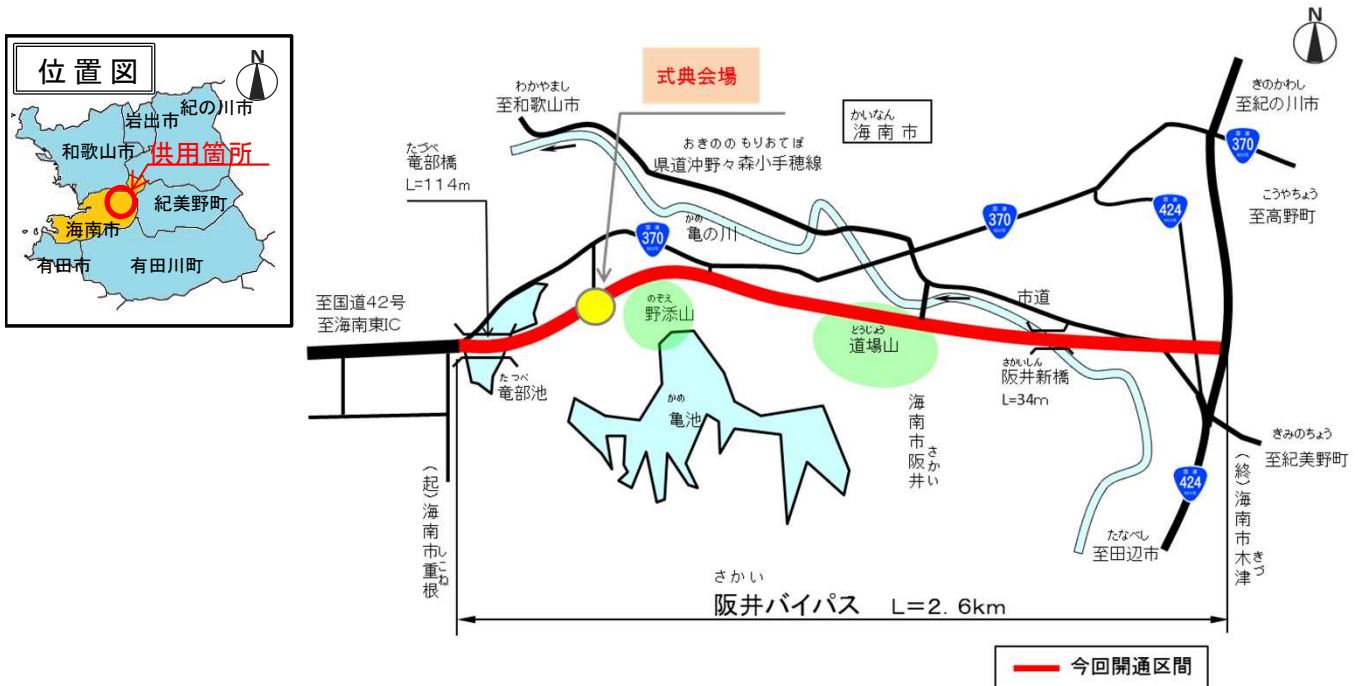 位置図
N
紀の川市
岩出市
和歌山市
供用箇所
紀美野町
海南市
有田市
有田川町
N
式典会場
わかやまし
至和歌山市
かいなん
海南市
きのかわし
至紀の川市
国道
370
こうやちょう
至高野町
おきののもりおてぼ
県道沖野々森小手穂線
たづべ
竜部橋
L=114m
かめ
亀の川
370
370
424
至国道42号
至海南東IC
のぞえ
野添山
どうじょう
道場山
市道
さかいしん
阪井新橋
L=34m
たつべ
竜部池
かめ
亀池
海南市阪井
さかい
きみのちょう
至紀美野町
424
たなべし
至田辺市
(起)海南市重根
しこね
(終)海南市木津
きづ
さかい
阪井バイパス L=2.6km
今回開通区間